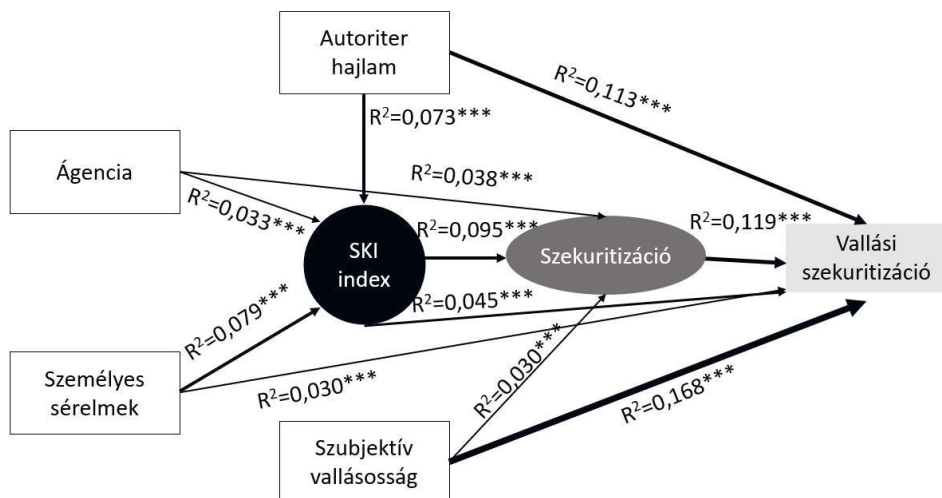 Autoriter
hajlam
R²=0,113***
R²=0,073***
Ágencia
R²=0,038***
R²=0,033***
SKI
index
R²=0,095***
Szekuritizáció
R²=0,119***
Vallási
szekuritizáció
R²=0,045***
R²=0,079***
Személyes
sérelmek
R²=0,030***
R²=0,030***
R²=0,168***
Szubjektív
vallásosság